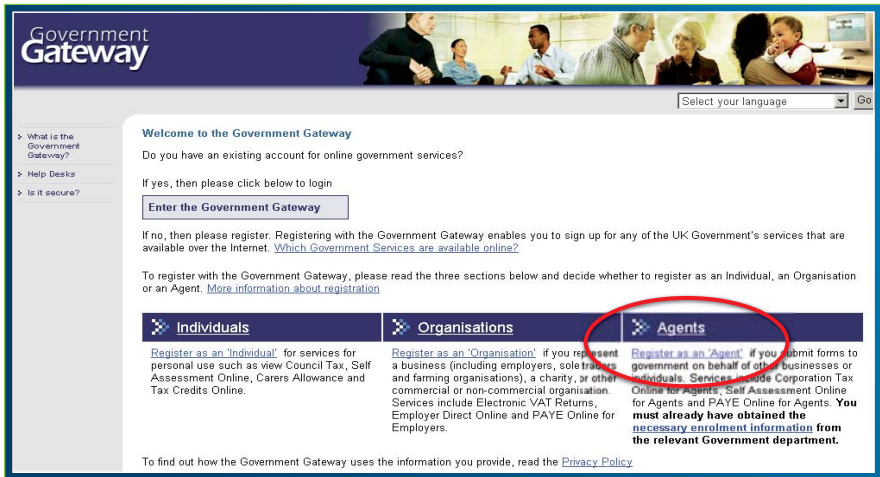 Government
Gateway
Select your language
Go
What is the
Government
Gateway?
Help Desks
Is it secure?
Welcome to the Government Gateway
Do you have an existing account for online government services?
If yes, then please click below to login
Enter the Government Gateway
If no, then please register. Registering with the Government Gateway enables you to sign up for any of the UK Government's services that are
available over the Internet. Which Government Services are available online?
To register with the Government Gateway, please read the three sections below and decide whether to register as an Individual, an Organisation
or an Agent. More information about registration
Individuals
Register as an 'Individual' for services for
personal use such as view Council Tax, Self
Assessment Online, Carers Allowance and
Tax Credits Online.
Organisations
Register as an 'Organisation' if you represent
a business (including employers, sole traders
and farming organisations), a charity, or other
commercial or non-commercial organisation.
Services include Electronic VAT Returns,
Employer Direct Online and PAYE Online for
Employers.
Agents
Register as an 'Agent' if you submit forms to
government on behalf of other businesses or
individuals. Services include Corporation Tax
Online for Agents, Self Assessment Online
for Agents and PAYE Online for Agents. You
must already have obtained the
necessary enrolment information from
the relevant Government department.
To find out how the Government Gateway uses the information you provide, read the Privacy Policy